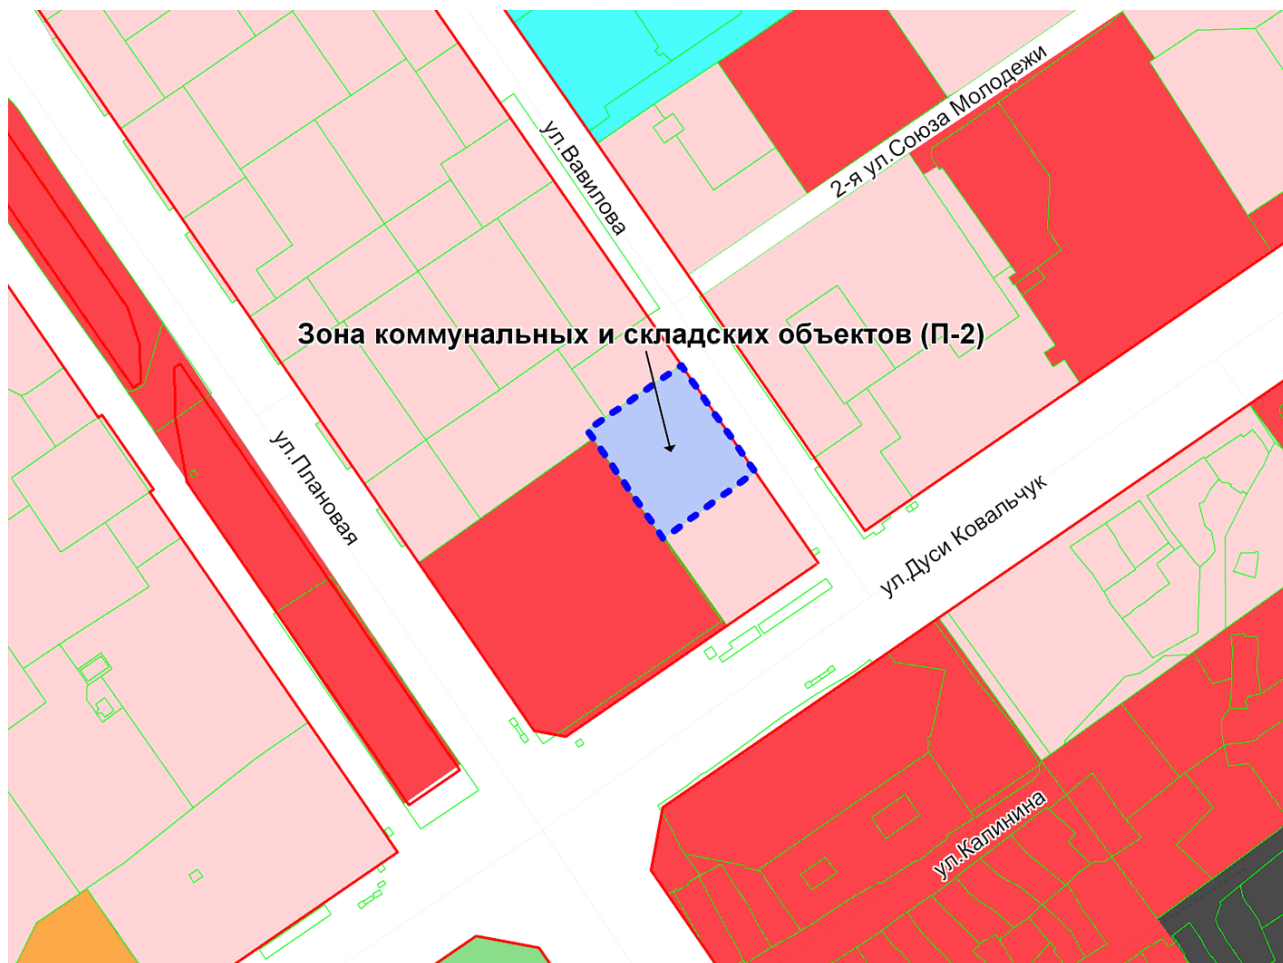 2-я ул.Союза Молодежи
ул.Вавилова
Зона коммунальных и складских объектов (П-2)
ул.Плановая
ул.Дуси Ковальчук
ул.Калинина